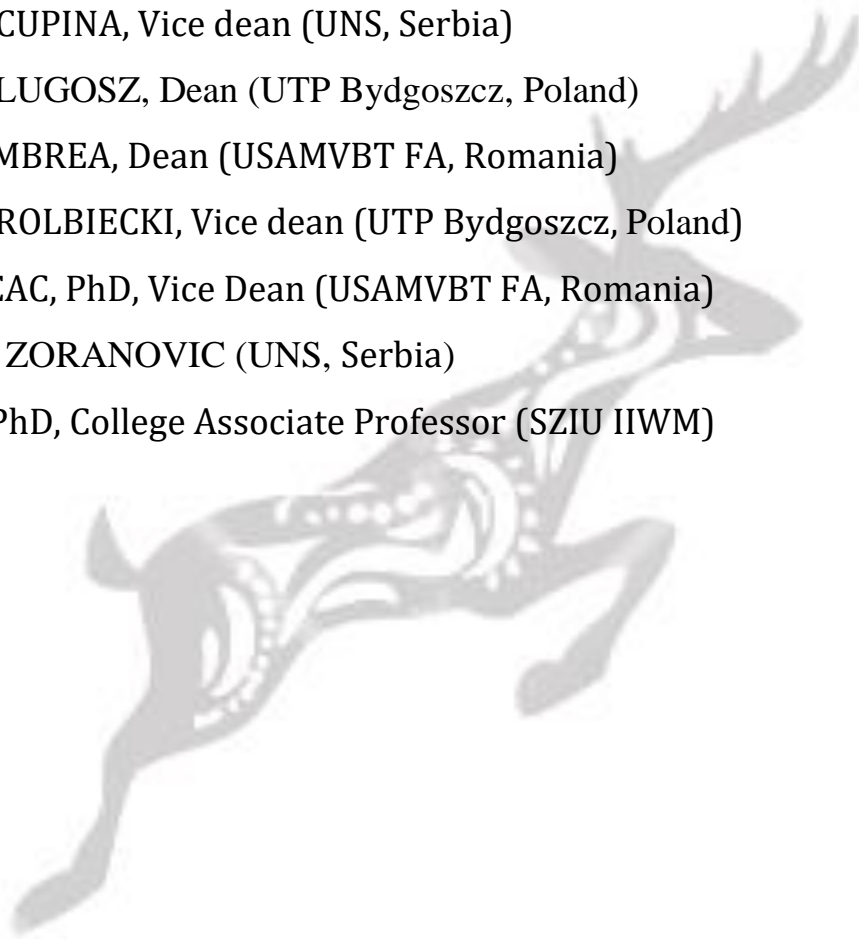 CUPINA, Vice dean (UNS, Serbia)
LUGOSZ, Dean (UTP Bydgoszcz, Poland)
MBREA, Dean (USAMVBT FA, Romania)
ROLBIECKI, Vice dean (UTP Bydgoszcz, Poland)
EAC, PhD, Vice Dean (USAMVBT FA, Romania)
ZORANOVIC (UNS, Serbia)
PhD, College Associate Professor (SZIU IIWM)